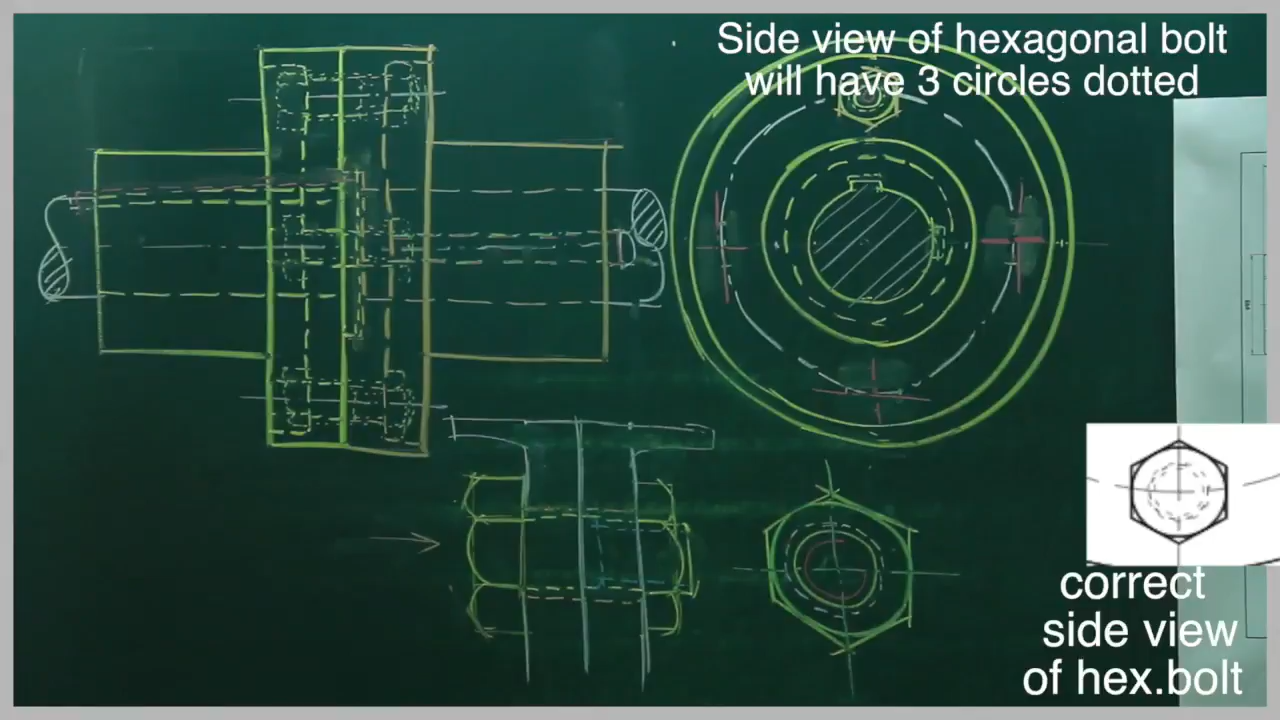 Side view of hexagonal bolt
will have 3 circles dotted
correct
side view
of hex.bolt